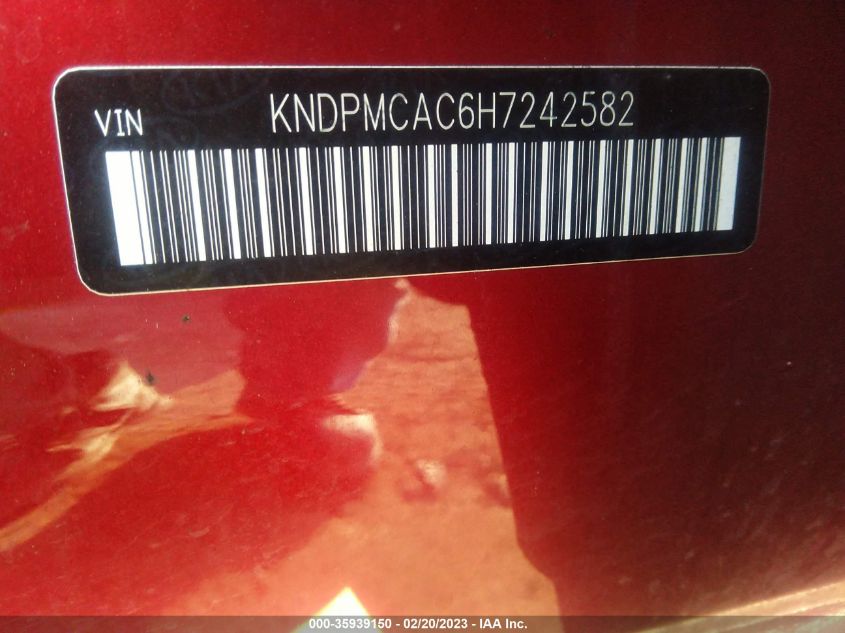 VIN KNDPMCAC6H7242582
000-35939150 — 02/20/2023 — IAA Inc.